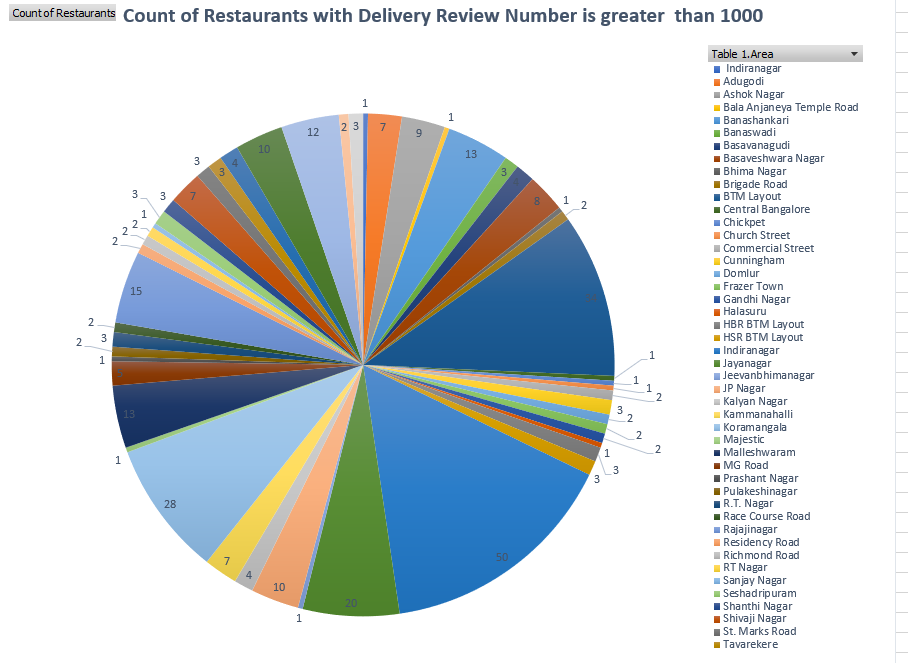 Count of Restaurants
Count of Restaurants with Delivery Review Number is greater than 1000
Table 1.Area
Indiranagar
Adugodi
Ashok Nagar
Bala Anjaneya Temple Road
Banashankari
Banaswadi
Basavanagudi
Basaveshwara Nagar
Bhima Nagar
Brigade Road
BTM Layout
Central Bangalore
Chickpet
Church Street
Commercial Street
Cunningham
Domlur
Frazer Town
Gandhi Nagar
Halasuru
HBR BTM Layout
HSR BTM Layout
Indiranagar
Jayanagar
Jeevanbhimanagar
JP Nagar
Kalyan Nagar
Kammanahalli
Koramangala
Majestic
Malleshwaram
MG Road
Prashant Nagar
Pulakeshinagar
R.T. Nagar
Race Course Road
Rajajinagar
Residency Road
Richmond Road
RT Nagar
Sanjay Nagar
Seshadripuram
Shanthi Nagar
Shivaji Nagar
St. Marks Road
Tavarekere
1
7
9
1
13
3
8
1
2
1
1
1
2
3
2
2
2
1
3
3
50
20
1
10
4
7
28
1
13
1
2
3
2
15
2
2
2
1
3
3
7
3
3
4
10
12
2
3